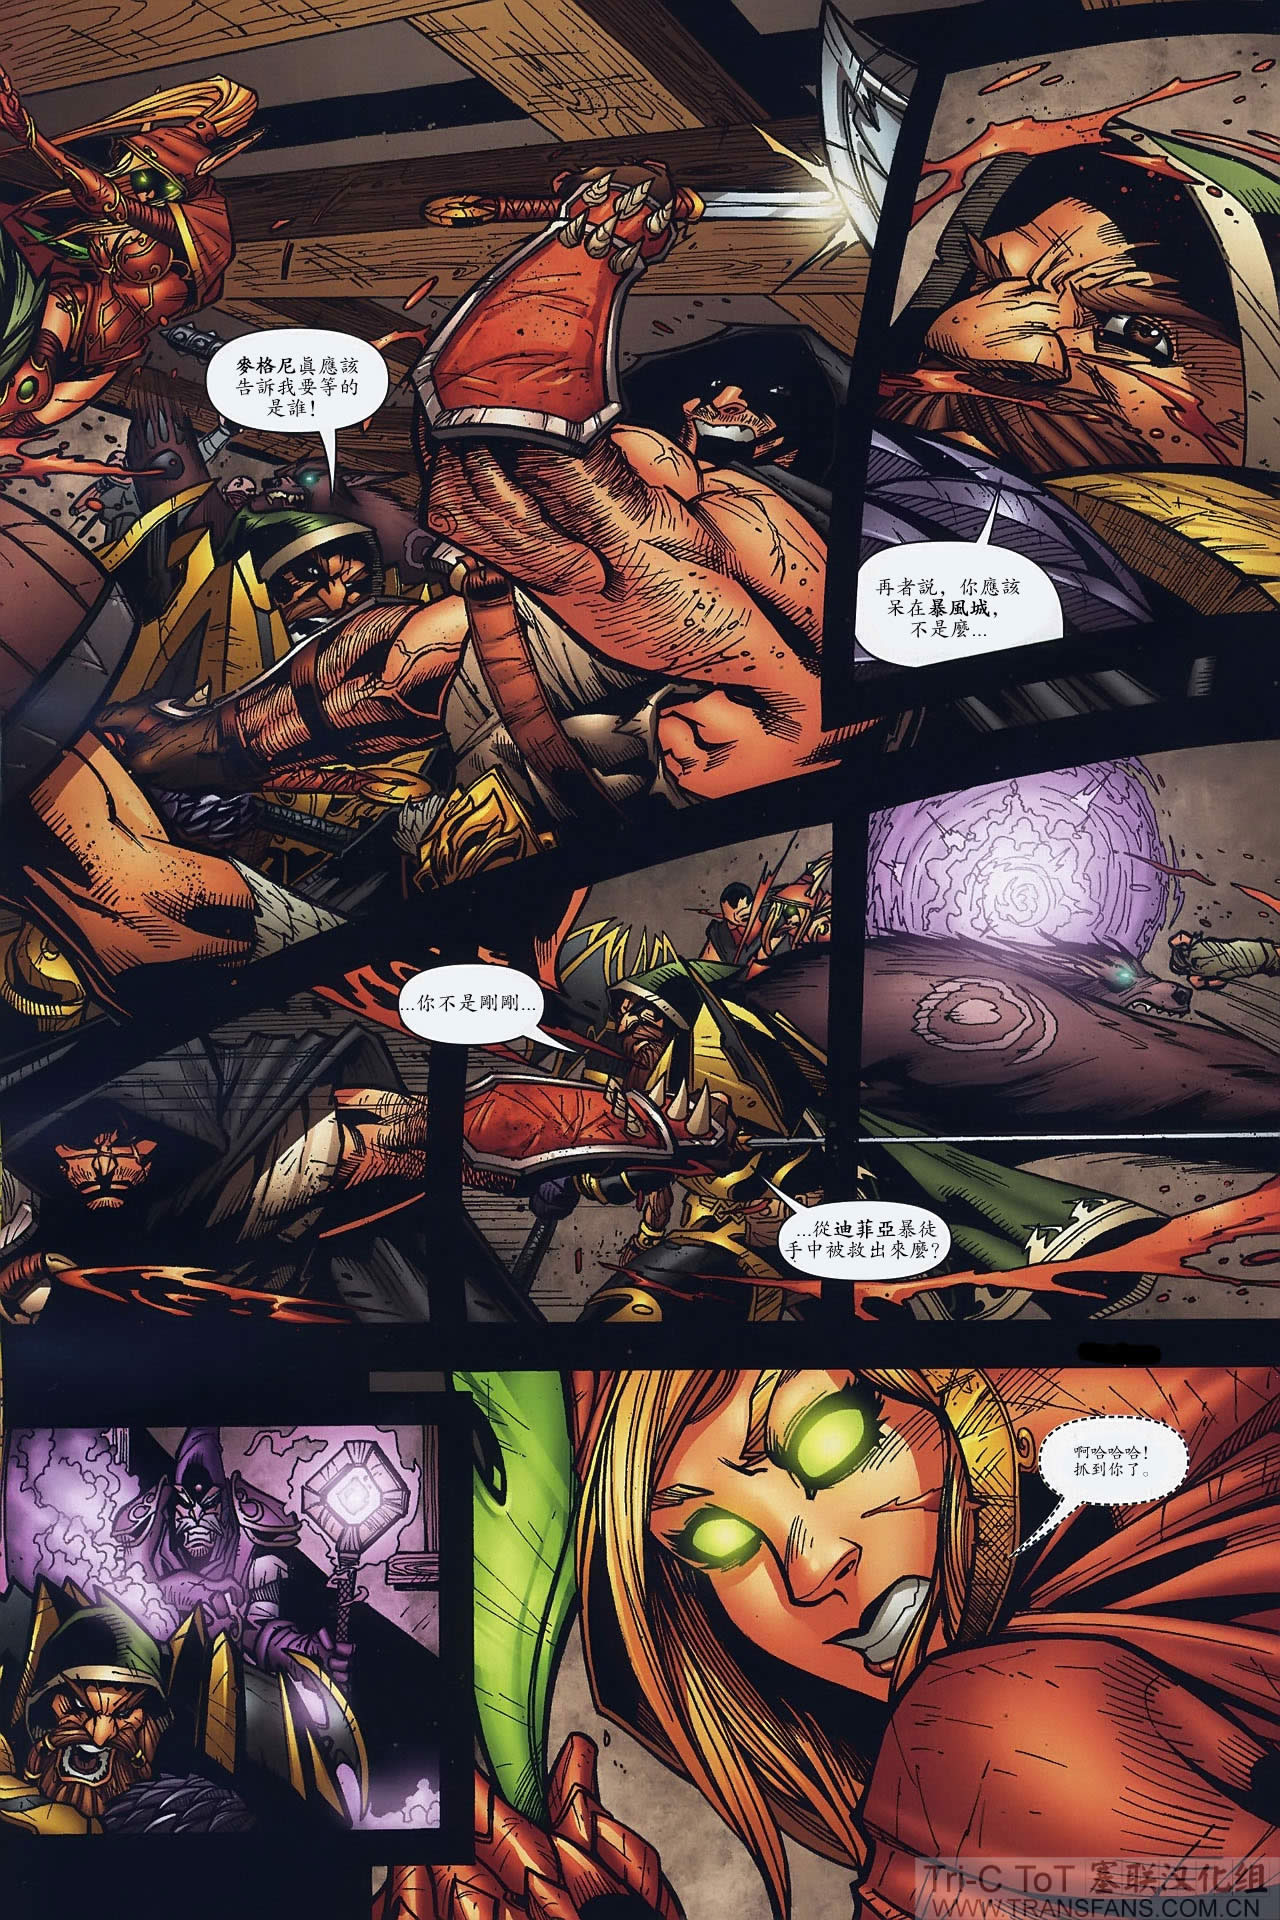 麥格尼眞應該
告訴我要等的
是誰!
再者説，你應該
呆在暴風城，
不是麼...
...你不是剛剛...
...從迪菲亞暴徒
手中被救出來麼?
啊哈哈哈!
抓到你了。
Tri-C ToT 塞联汉化组
WWW.TRANSFANS.COM.CN